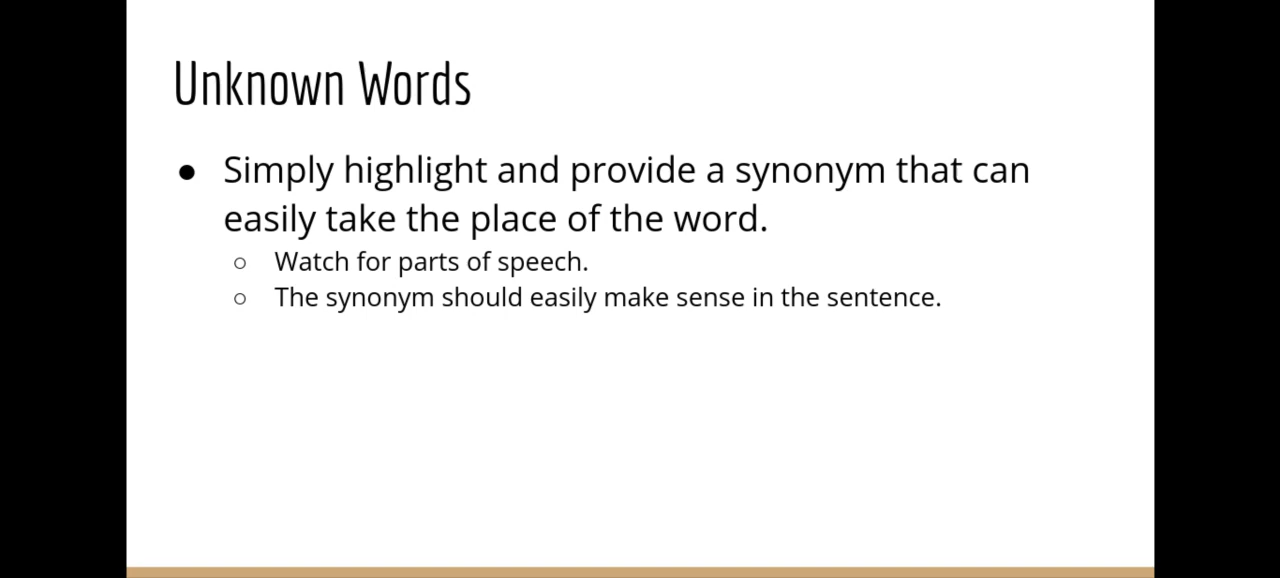 Unknown Words
● Simply highlight and provide a synonym that can
easily take the place of the word.
○ Watch for parts of speech.
○ The synonym should easily make sense in the sentence.